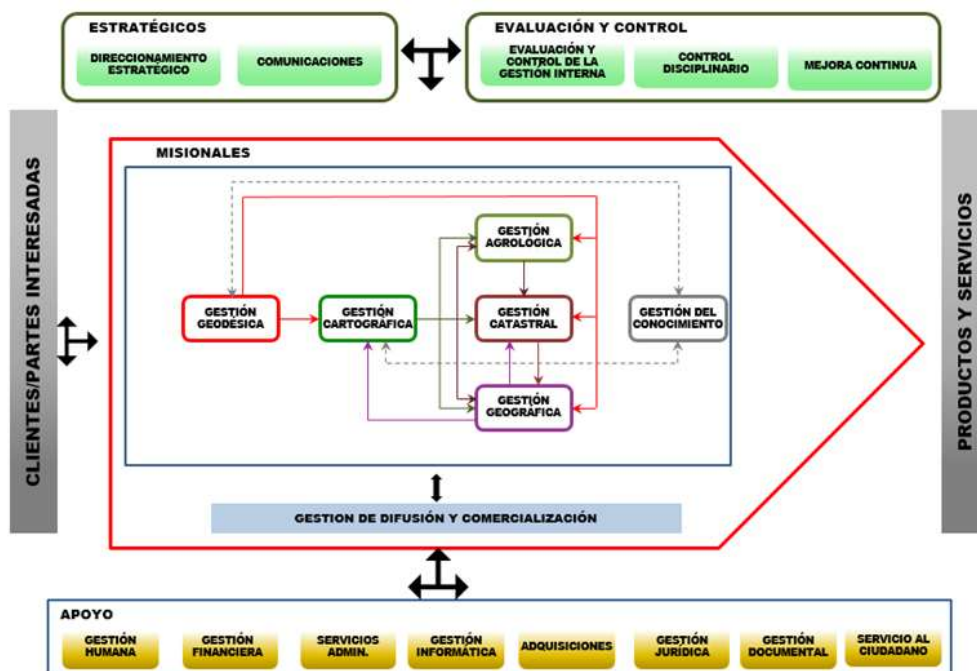 ESTRATÉGICOS
DIRECCIONAMIENTO
ESTRATÉGICO
COMUNICACIONES
EVALUACIÓN Y CONTROL
EVALUACIÓN Y
CONTROL DE LA
GESTIÓN INTERNA
CONTROL
DISCIPLINARIO
MEJORA CONTINUA
CLIENTES/PARTES INTERESADAS
MISIONALES
GESTIÓN
AGROLÓGICA
GESTIÓN
GEODÉSICA
GESTIÓN
CARTOGRÁFICA
GESTIÓN
CATASTRAL
GESTIÓN DEL
CONOCIMIENTO
GESTIÓN
GEOGRÁFICA
GESTION DE DIFUSIÓN Y COMERCIALIZACIÓN
PRODUCTOS Y SERVICIOS
APOYO
GESTIÓN
HUMANA
GESTIÓN
FINANCIERA
SERVICIOS
ADMIN.
GESTIÓN
INFORMÁTICA
ADQUISICIONES
GESTIÓN
JURÍDICA
GESTIÓN
DOCUMENTAL
SERVICIO AL
CIUDADANO